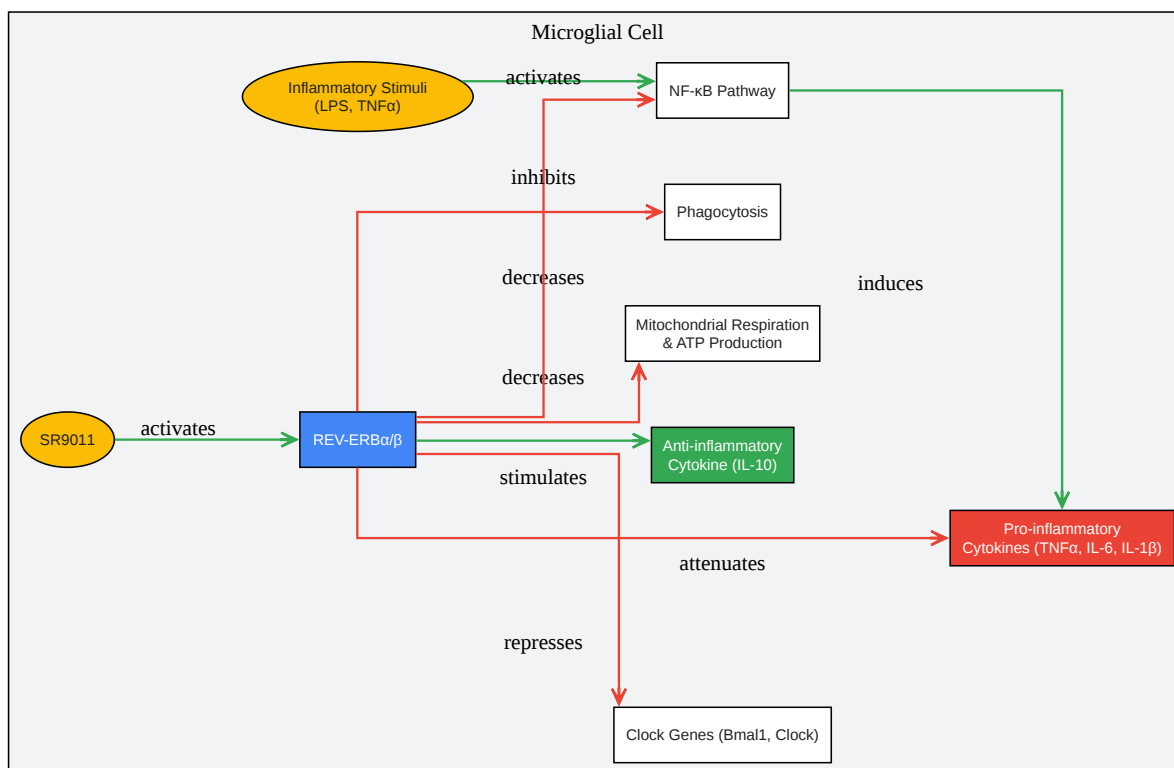 Microglial Cell
Inflammatory Stimuli
(LPS, TNFα)
activates
NF-κB Pathway
inhibits
Phagocytosis
decreases
induces
Mitochondrial Respiration
& ATP Production
decreases
SR9011
activates
REV-ERBα/β
Anti-inflammatory
Cytokine (IL-10)
stimulates
Pro-inflammatory
Cytokines (TNFα, IL-6, IL-1β)
attenuates
represses
Clock Genes (Bmal1, Clock)